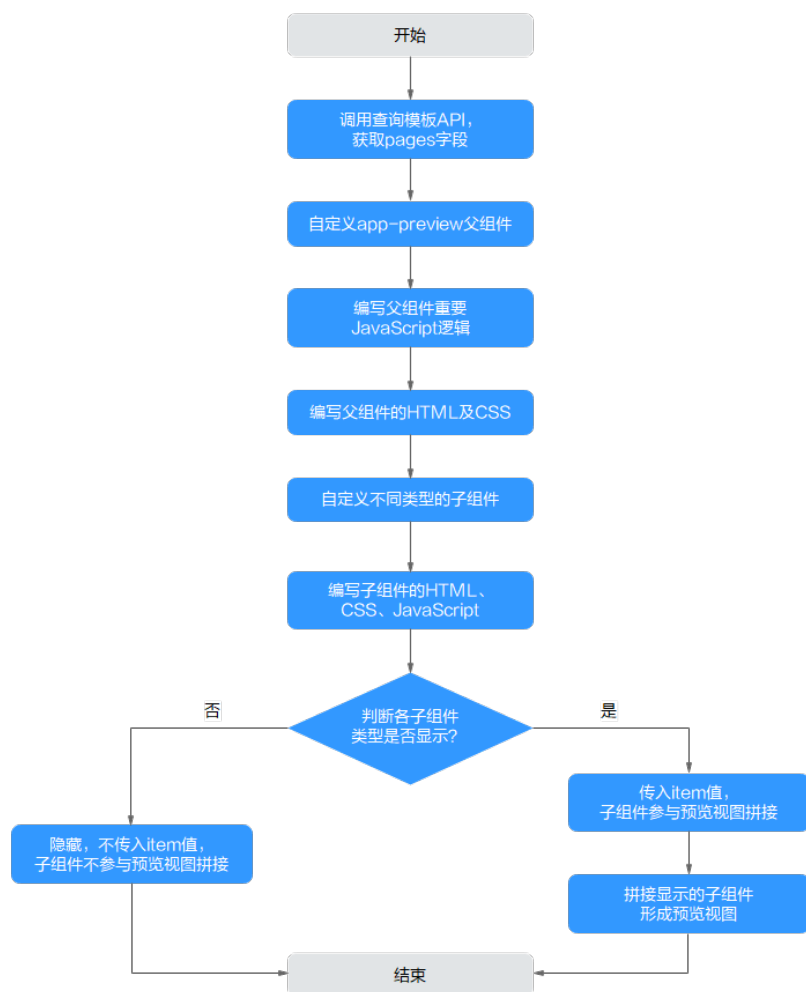 开始
调用查询模板API，
获取pages字段
自定义app-preview父组件
编写父组件重要
JavaScript逻辑
编写父组件的HTML及CSS
自定义不同类型的子组件
编写子组件的HTML、
CSS、JavaScript
判断各子组件
类型是否显示?
否
是
传入item值，
子组件参与预览视图拼接
隐藏，不传入item值，
子组件不参与预览视图拼接
拼接显示的子组件
形成预览视图
结束